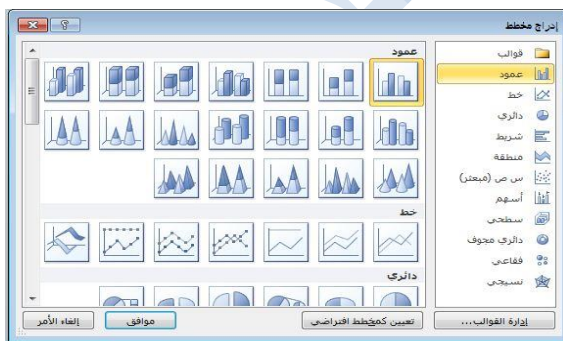 إدراج مخطط
قوالب
عمود
خط
دائري
شريط
منطقة
س ص (مبعثر)
أسهم
سطحي
دائري مجوف
فقاعي
نسيجي
عمود
خط
دائري
إدارة القوالب...
تعيين كمخطط افتراضي
موافق
إلغاء الأمر